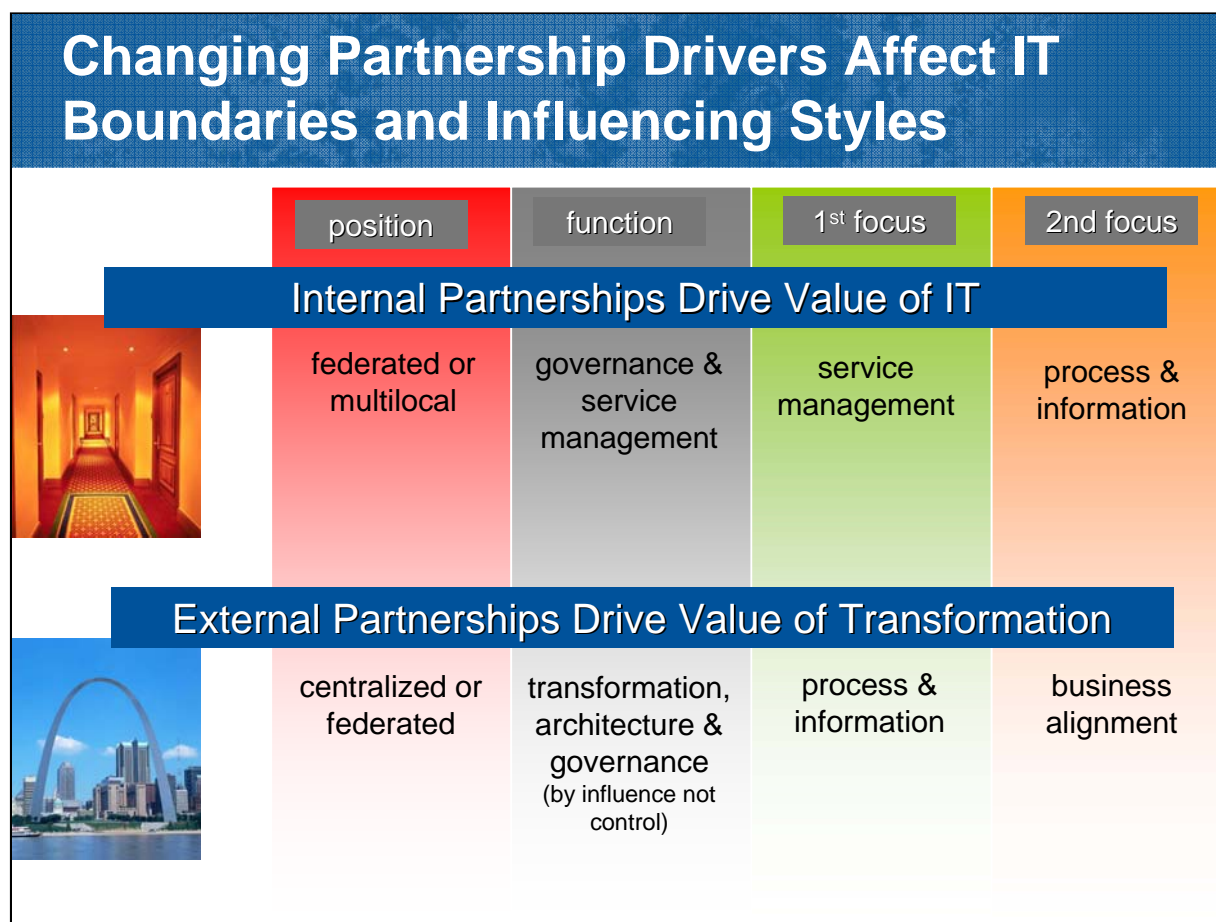 Changing Partnership Drivers Affect IT
Boundaries and Influencing Styles
position
function
1st focus
2nd focus
Internal Partnerships Drive Value of IT
federated or
multilocal
governance &
service
management
service
management
process &
information
External Partnerships Drive Value of Transformation
centralized or
federated
transformation,
architecture &
governance
(by influence not
control)
process &
information
business
alignment